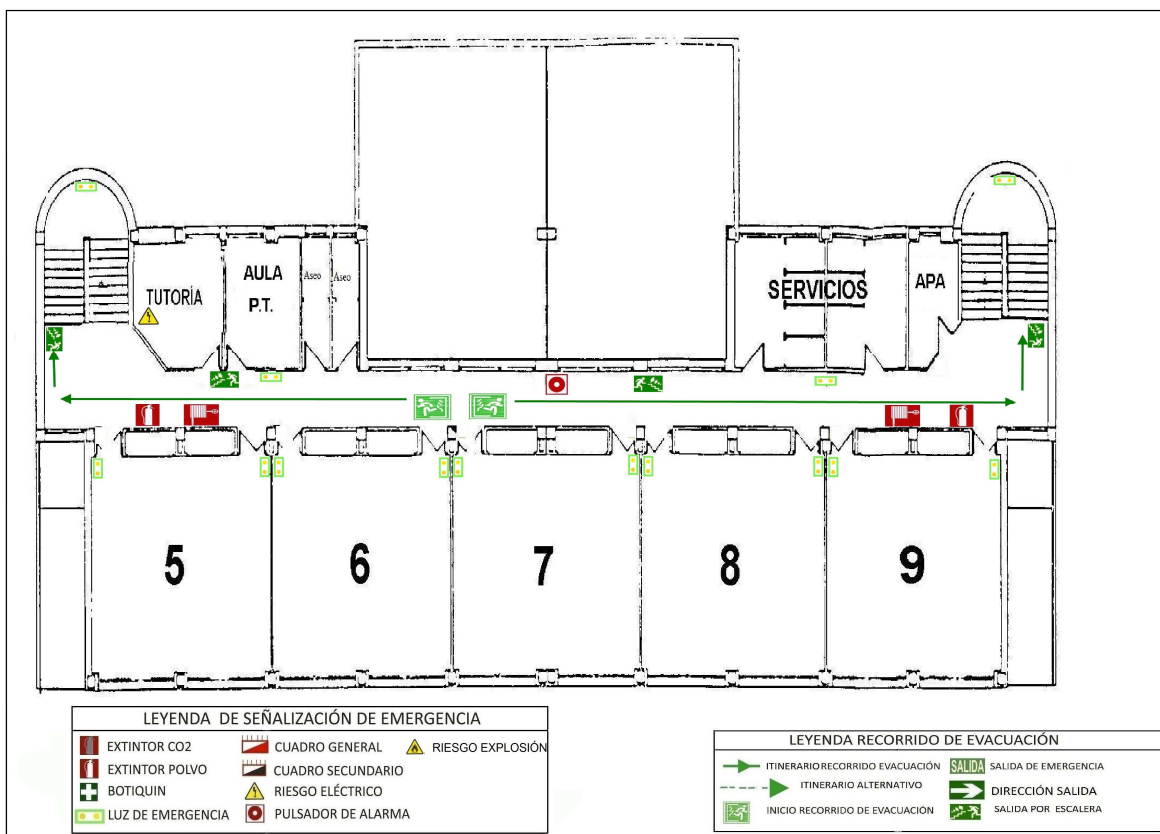 AULA
P.T.
Aseo
Aseo
TUTORÍA
SERVICIOS
APA
5
6
7
8
9
LEYENDA DE SEÑALIZACIÓN DE EMERGENCIA
EXTINTOR CO2
CUADRO GENERAL
RIESGO EXPLOSIÓN
EXTINTOR POLVO
CUADRO SECUNDARIO
BOTIQUIN
RIESGO ELÉCTRICO
LUZ DE EMERGENCIA
PULSADOR DE ALARMA
LEYENDA RECORRIDO DE EVACUACIÓN
ITINERARIO RECORRIDO EVACUACIÓN
SALIDA
SALIDA DE EMERGENCIA
ITINERARIO ALTERNATIVO
DIRECCIÓN SALIDA
INICIO RECORRIDO DE EVACUACIÓN
SALIDA POR ESCALERA